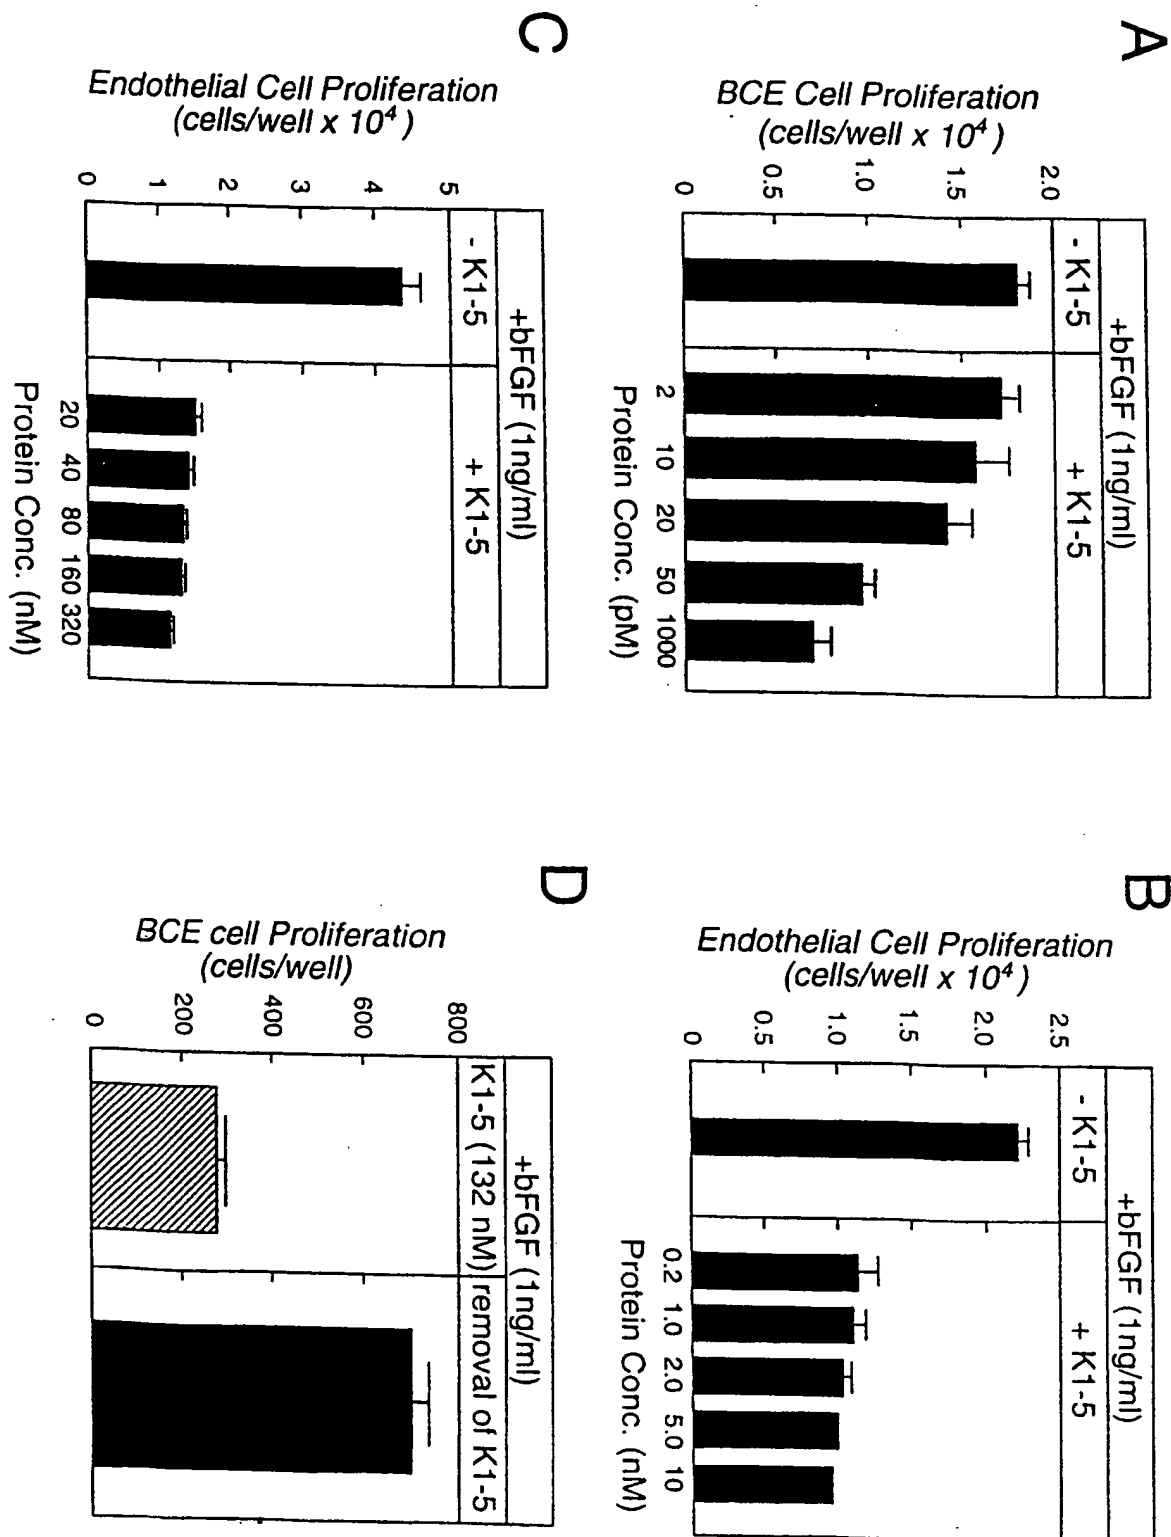 A
BCE Cell Proliferation
(cells/well x 10⁴)
2.0
1.5
1.0
0.5
0
+bFGF (1ng/ml)
- K1-5
+ K1-5
2 10 20 50 1000
Protein Conc. (pM)
B
Endothelial Cell Proliferation
(cells/well x 10⁴)
2.5
2.0
1.5
1.0
0.5
0
+bFGF (1ng/ml)
- K1-5
+ K1-5
0.2 1.0 2.0 5.0 10
Protein Conc. (nM)
C
Endothelial Cell Proliferation
(cells/well x 10⁴)
5
4
3
2
1
0
+bFGF (1ng/ml)
- K1-5
+ K1-5
20 40 80 160 320
Protein Conc. (nM)
D
BCE cell Proliferation
(cells/well)
800
600
400
200
0
+bFGF (1ng/ml)
K1-5 (132 nM)
removal of K1-5